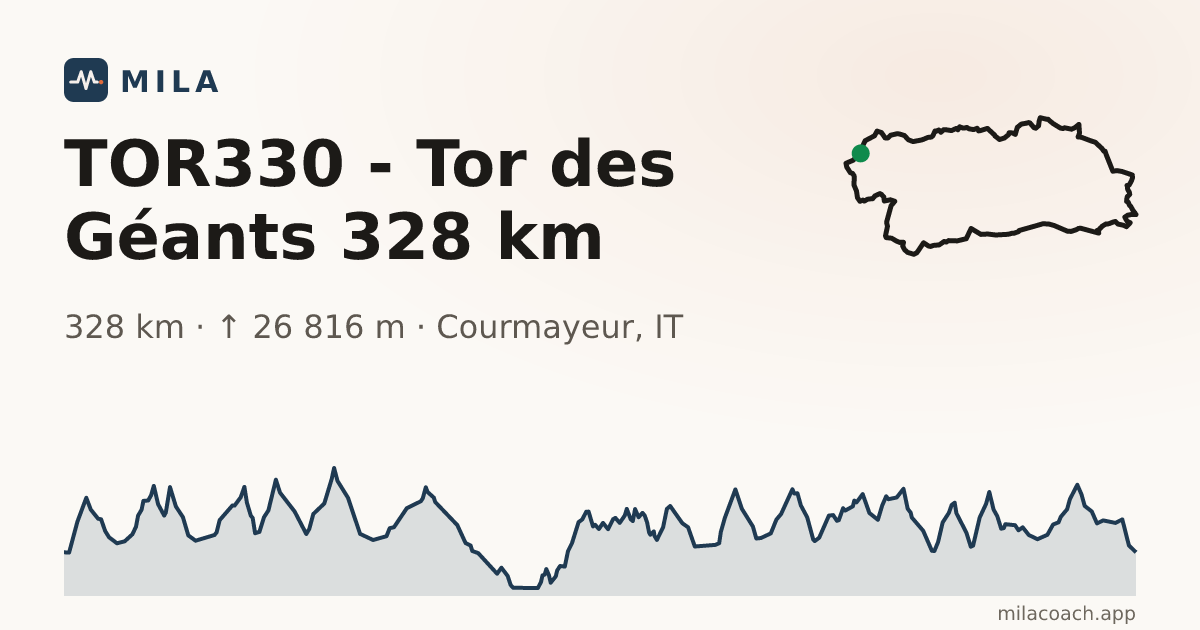 MILA
TOR330 - Tor des
Géants 328 km
328 km · ↑ 26 816 m · Courmayeur, IT
milacoach.app